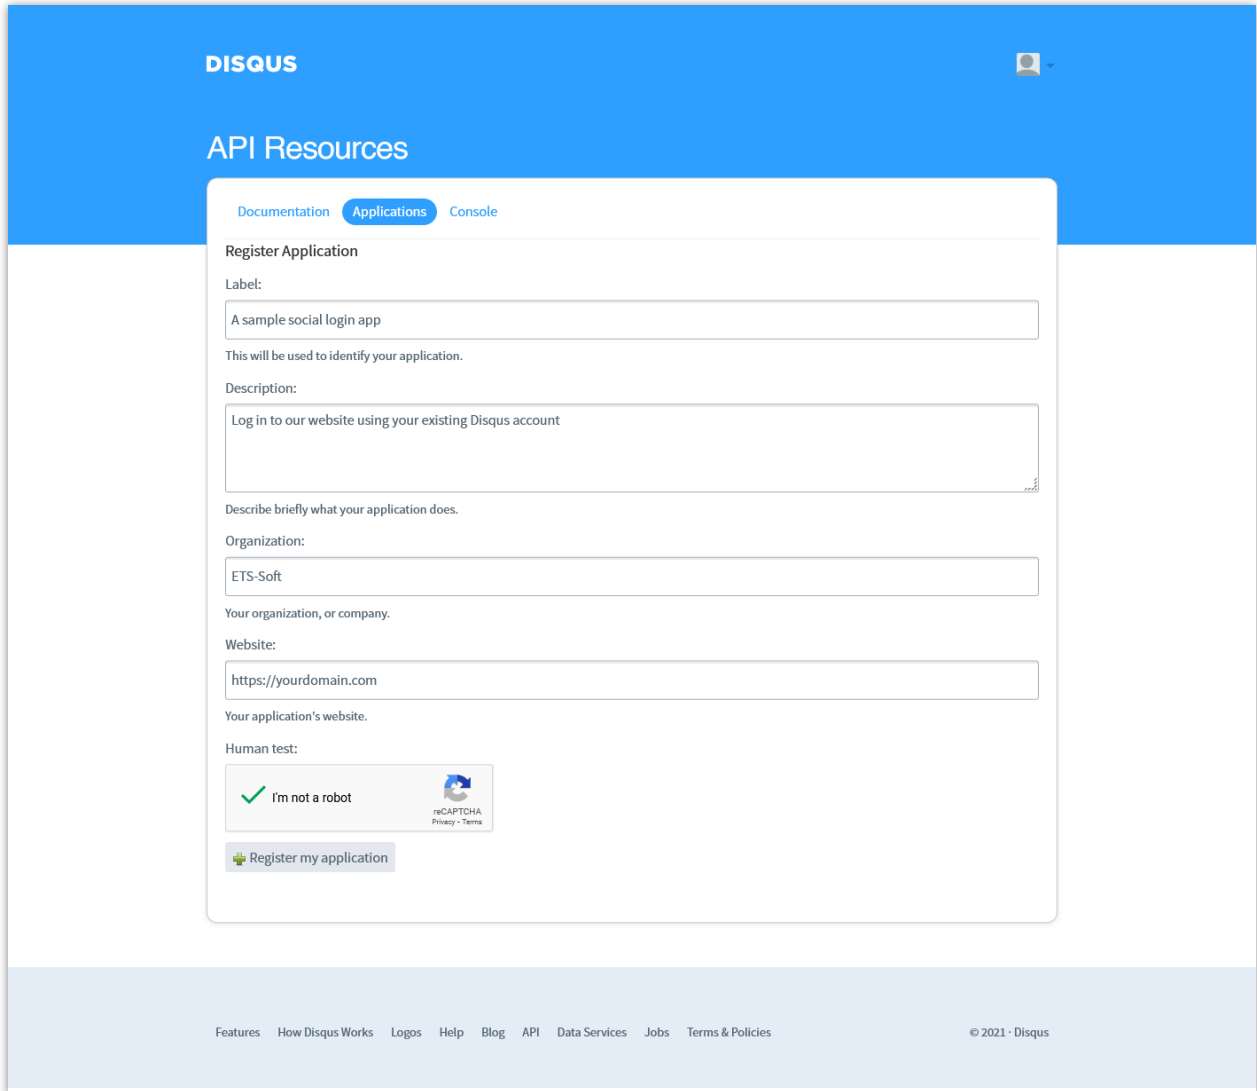 DISQUS
API Resources
Documentation Applications Console
Register Application
Label:
A sample social login app
This will be used to identify your application.
Description:
Log in to our website using your existing Disqus account
Describe briefly what your application does.
Organization:
ETS-Soft
Your organization, or company.
Website:
https://yourdomain.com
Your application's website.
Human test:
I'm not a robot
reCAPTCHA
Privacy - Terms
Register my application
Features How Disqus Works Logos Help Blog API Data Services Jobs Terms & Policies © 2021 · Disqus